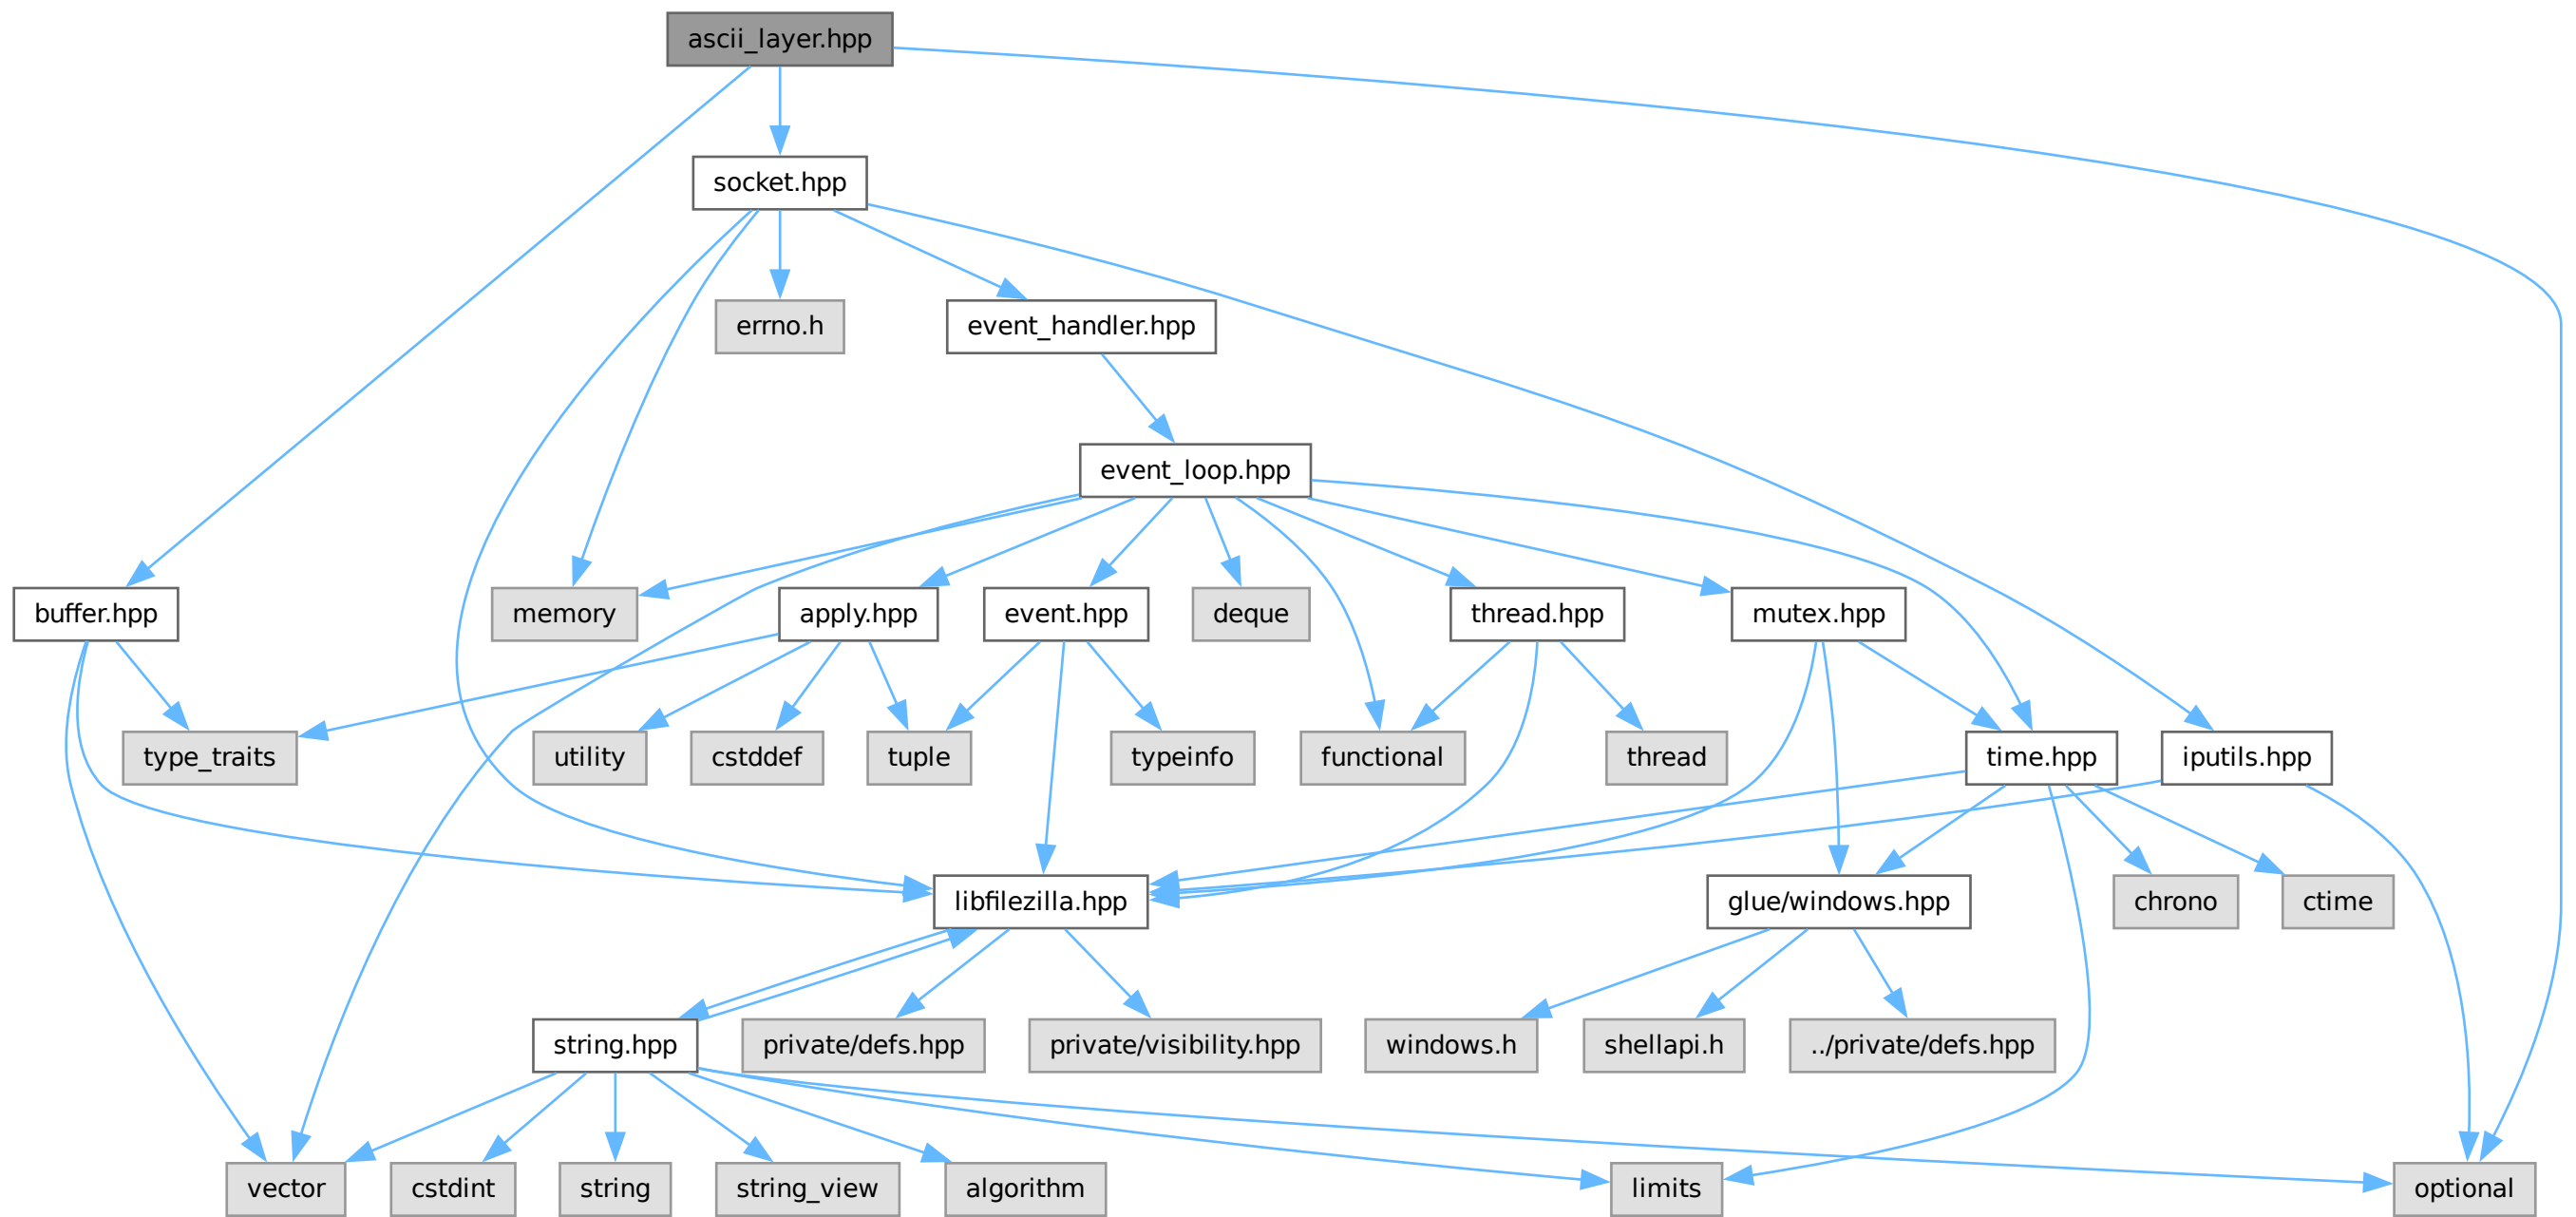 ascii_layer.hpp
socket.hpp
errno.h
event_handler.hpp
event_loop.hpp
buffer.hpp
memory
apply.hpp
event.hpp
deque
thread.hpp
mutex.hpp
type_traits
utility
cstddef
tuple
typeinfo
functional
thread
time.hpp
iputils.hpp
libfilezilla.hpp
glue/windows.hpp
chrono
ctime
string.hpp
private/defs.hpp
private/visibility.hpp
windows.h
shellapi.h
../private/defs.hpp
vector
cstdint
string
string_view
algorithm
limits
optional